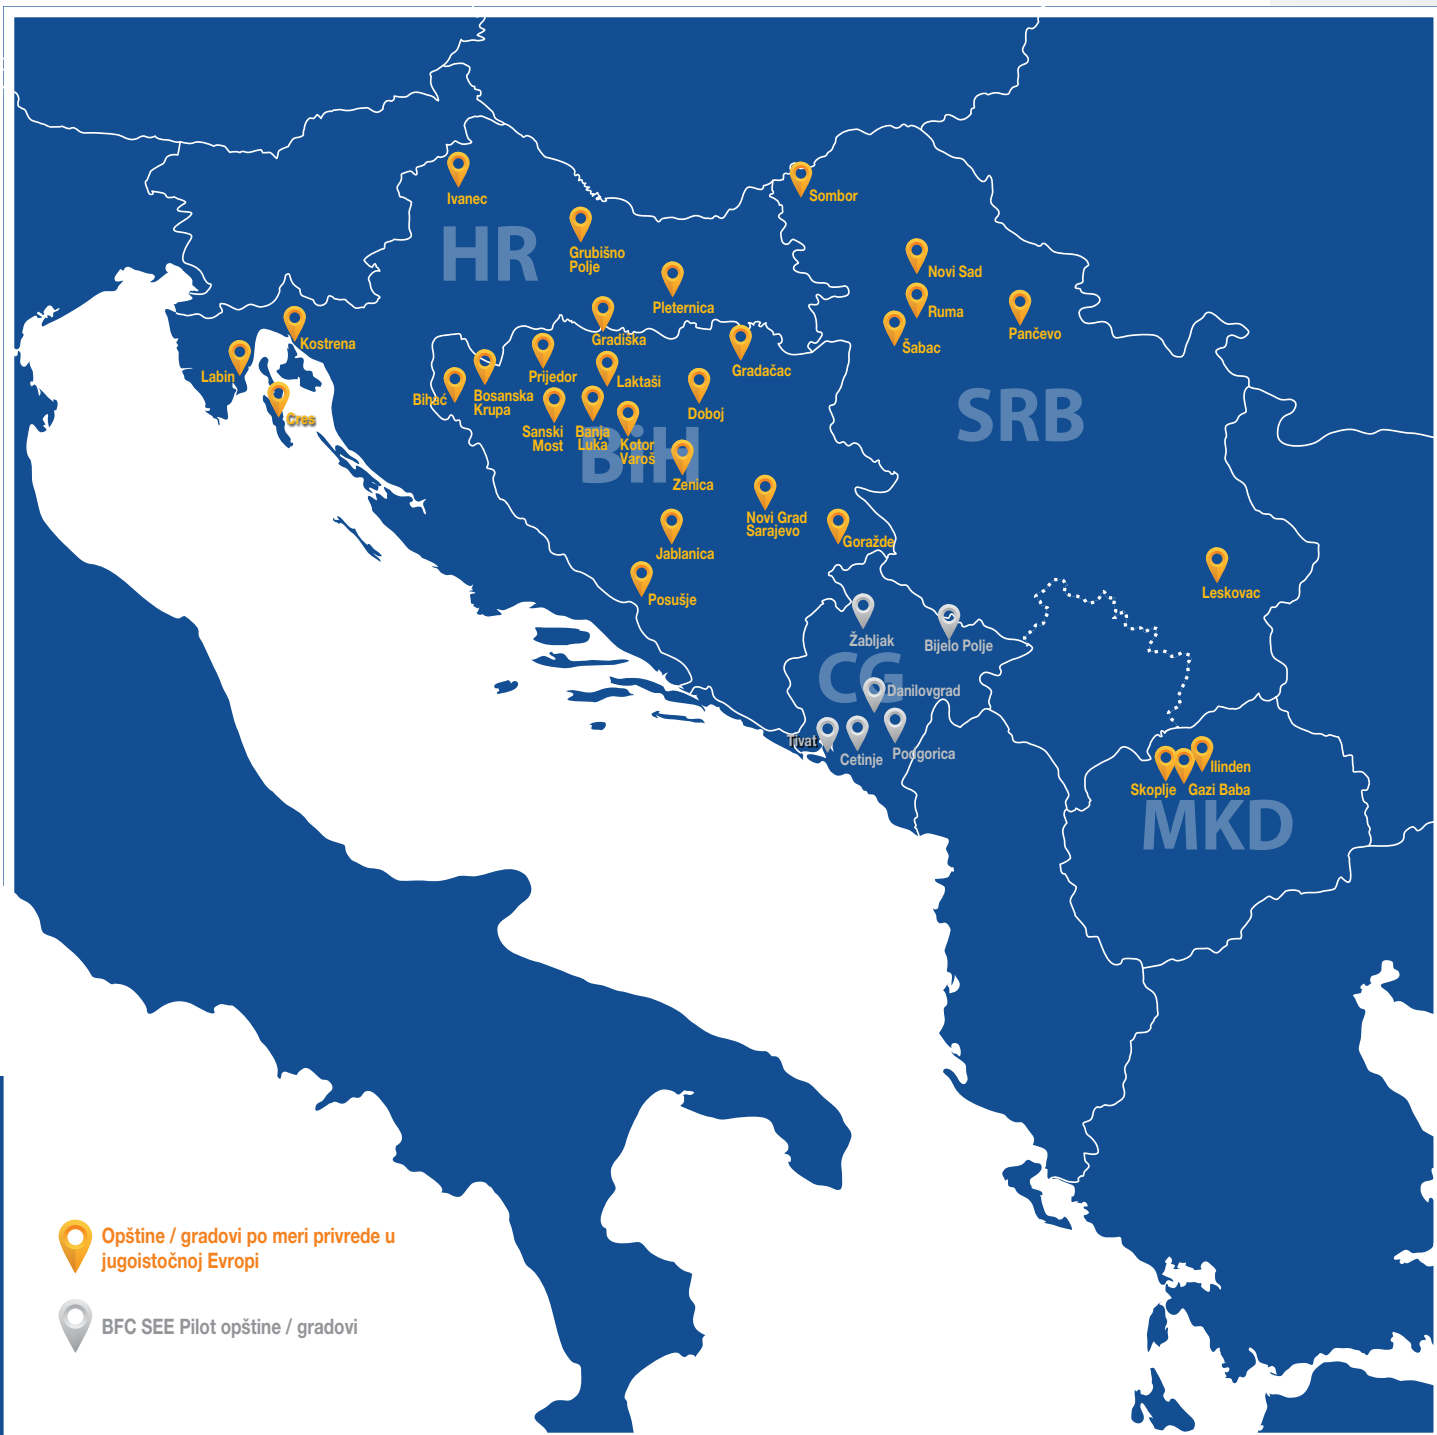 Ivanec
Sombor
HR
Grubišno
Polje
Novi Sad
Pleternica
Ruma
Pančevo
Gradiška
Kostrena
Šabac
Labin
Prijedor
Laktaši
Gradačac
Bihać
Bosanska
Krupa
Cres
Doboj
SRB
Sanski
Most
Banja
Luka
Kotor
Varoš
BiH
Zenica
Novi Grad
Sarajevo
Goražde
Jablanica
Posušje
Leskovac
Žabljak
Bijelo Polje
CG
Danilovgrad
Tivat
Cetinje
Podgorica
Ilinden
Skoplje
Gazi Baba
MKD
Opštine / gradovi po meri privrede u
jugoistočnoj Evropi
BFC SEE Pilot opštine / gradovi